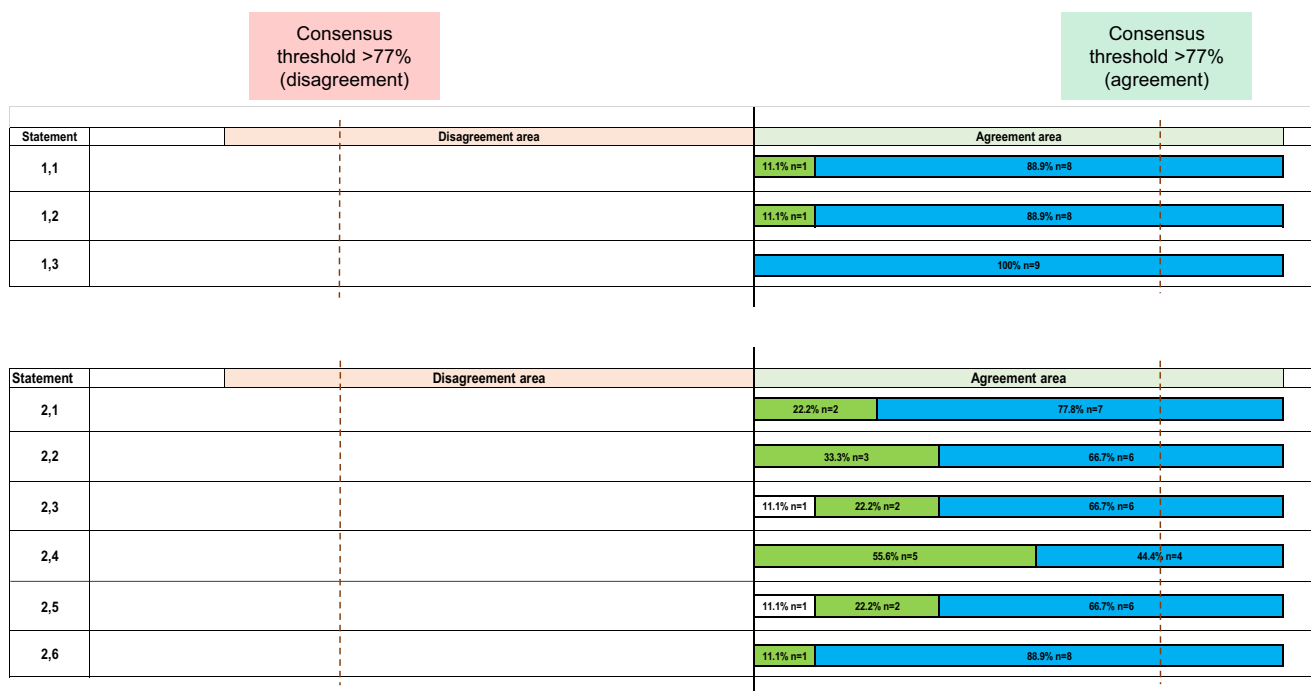 Consensus
threshold >77%
(disagreement)
Consensus
threshold >77%
(agreement)
Statement Disagreement area Agreement area
1,1 11.1% n=1 88.9% n=8
1,2 11.1% n=1 88.9% n=8
1,3 100% n=9
Statement Disagreement area Agreement area
2,1 22.2% n=2 77.8% n=7
2,2 33.3% n=3 66.7% n=6
2,3 11.1% n=1 22.2% n=2 66.7% n=6
2,4 55.6% n=5 44.4% n=4
2,5 11.1% n=1 22.2% n=2 66.7% n=6
2,6 11.1% n=1 88.9% n=8